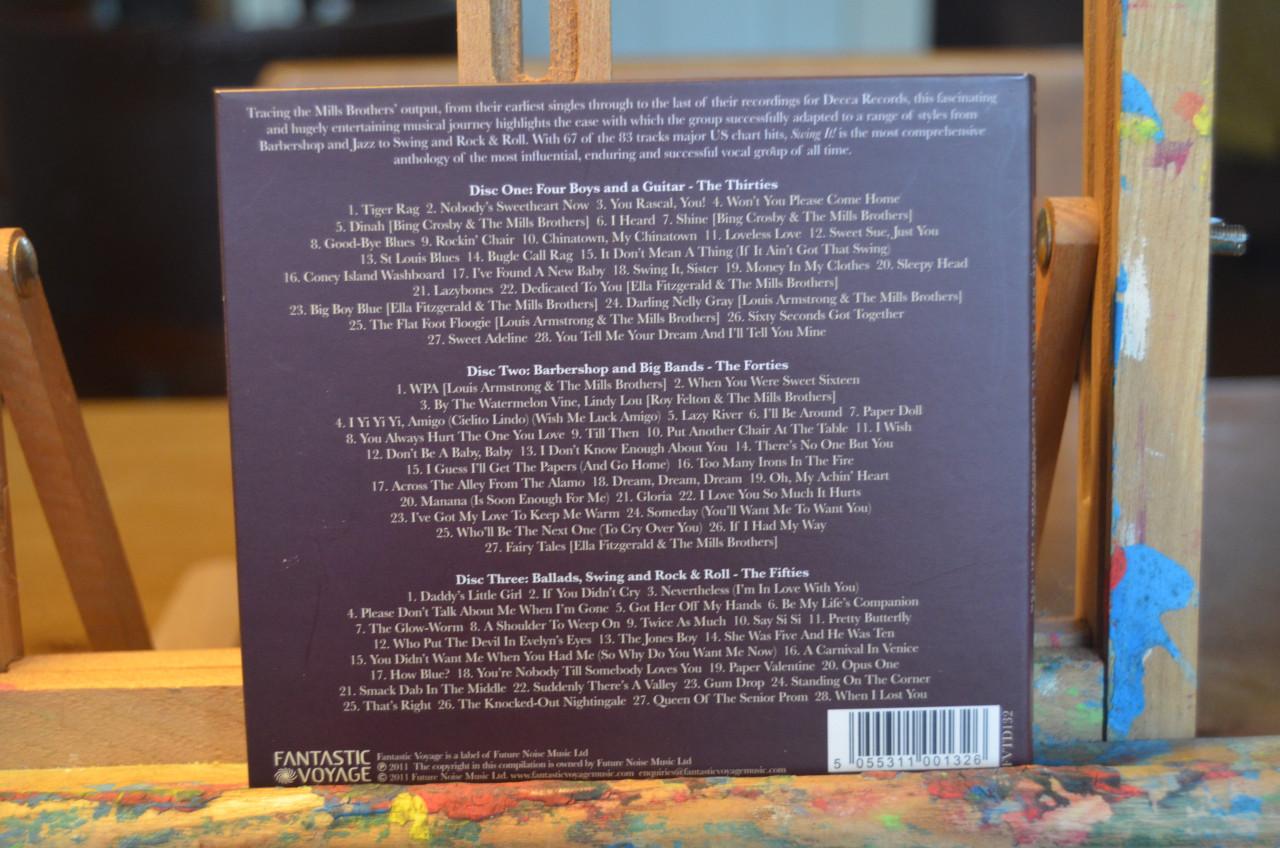 Tracing the Mills Brothers' output, from their earliest singles through to the last of their recordings for Decca Records, this fascinating
and hugely entertaining musical journey highlights the ease with which the group successfully adapted to a range of styles from
Barbershop and Jazz to Swing and Rock & Roll. With 67 of the 83 tracks major US chart hits, Swing It! is the most comprehensive
anthology of the most influential, enduring and successful vocal group of all time.
Disc One: Four Boys and a Guitar - The Thirties
1. Tiger Rag 2. Nobody's Sweetheart Now 3. You Rascal, You! 4. Won't You Please Come Home
5. Dinah [Bing Crosby & The Mills Brothers] 6. I Heard 7. Shine [Bing Crosby & The Mills Brothers]
8. Good-Bye Blues 9. Rockin' Chair 10. Chinatown, My Chinatown 11. Loveless Love 12. Sweet Sue, Just You
13. St Louis Blues 14. Bugle Call Rag 15. It Don't Mean A Thing (If It Ain't Got That Swing)
16. Coney Island Washboard 17. I've Found A New Baby 18. Swing It, Sister 19. Money In My Clothes 20. Sleepy Head
21. Lazybones 22. Dedicated To You [Ella Fitzgerald & The Mills Brothers]
23. Big Boy Blue [Ella Fitzgerald & The Mills Brothers] 24. Darling Nelly Gray [Louis Armstrong & The Mills Brothers]
25. The Flat Foot Floogie [Louis Armstrong & The Mills Brothers] 26. Sixty Seconds Got Together
27. Sweet Adeline 28. You Tell Me Your Dream And I'll Tell You Mine
Disc Two: Barbershop and Big Bands - The Forties
1. WPA [Louis Armstrong & The Mills Brothers] 2. When You Were Sweet Sixteen
3. By The Watermelon Vine, Lindy Lou [Roy Felton & The Mills Brothers]
4. I Yi Yi Yi, Amigo (Cielito Lindo) (Wish Me Luck Amigo) 5. Lazy River 6. I'll Be Around 7. Paper Doll
8. You Always Hurt The One You Love 9. Till Then 10. Put Another Chair At The Table 11. I Wish
12. Don't Be A Baby, Baby 13. I Don't Know Enough About You 14. There's No One But You
15. I Guess I'll Get The Papers (And Go Home) 16. Too Many Irons In The Fire
17. Across The Alley From The Alamo 18. Dream, Dream, Dream 19. Oh, My Achin' Heart
20. Manana (Is Soon Enough For Me) 21. Gloria 22. I Love You So Much It Hurts
23. I've Got My Love To Keep Me Warm 24. Someday (You'll Want Me To Want You)
25. Who'll Be The Next One (To Cry Over You) 26. If I Had My Way
27. Fairy Tales [Ella Fitzgerald & The Mills Brothers]
Disc Three: Ballads, Swing and Rock & Roll - The Fifties
1. Daddy's Little Girl 2. If You Didn't Cry 3. Nevertheless (I'm In Love With You)
4. Please Don't Talk About Me When I'm Gone 5. Got Her Off My Hands 6. Be My Life's Companion
7. The Glow-Worm 8. A Shoulder To Weep On 9. Twice As Much 10. Say Si Si 11. Pretty Butterfly
12. Who Put The Devil In Evelyn's Eyes 13. The Jones Boy 14. She Was Five And He Was Ten
15. You Didn't Want Me When You Had Me (So Why Do You Want Me Now) 16. A Carnival In Venice
17. How Blue? 18. You're Nobody Till Somebody Loves You 19. Paper Valentine 20. Opus One
21. Smack Dab In The Middle 22. Suddenly There's A Valley 23. Gum Drop 24. Standing On The Corner
25. That's Right 26. The Knocked-Out Nightingale 27. Queen Of The Senior Prom 28. When I Lost You
FANTASTIC
VOYAGE
Fantastic Voyage is a label of Future Noise Music Ltd
℗ 2011 The copyright in this compilation is owned by Future Noise Music Ltd
© 2011 Future Noise Music Ltd. www.fantasticvoyagemusic.com enquiries@fantasticvoyagemusic.com
5 055311 001326
FVTD132